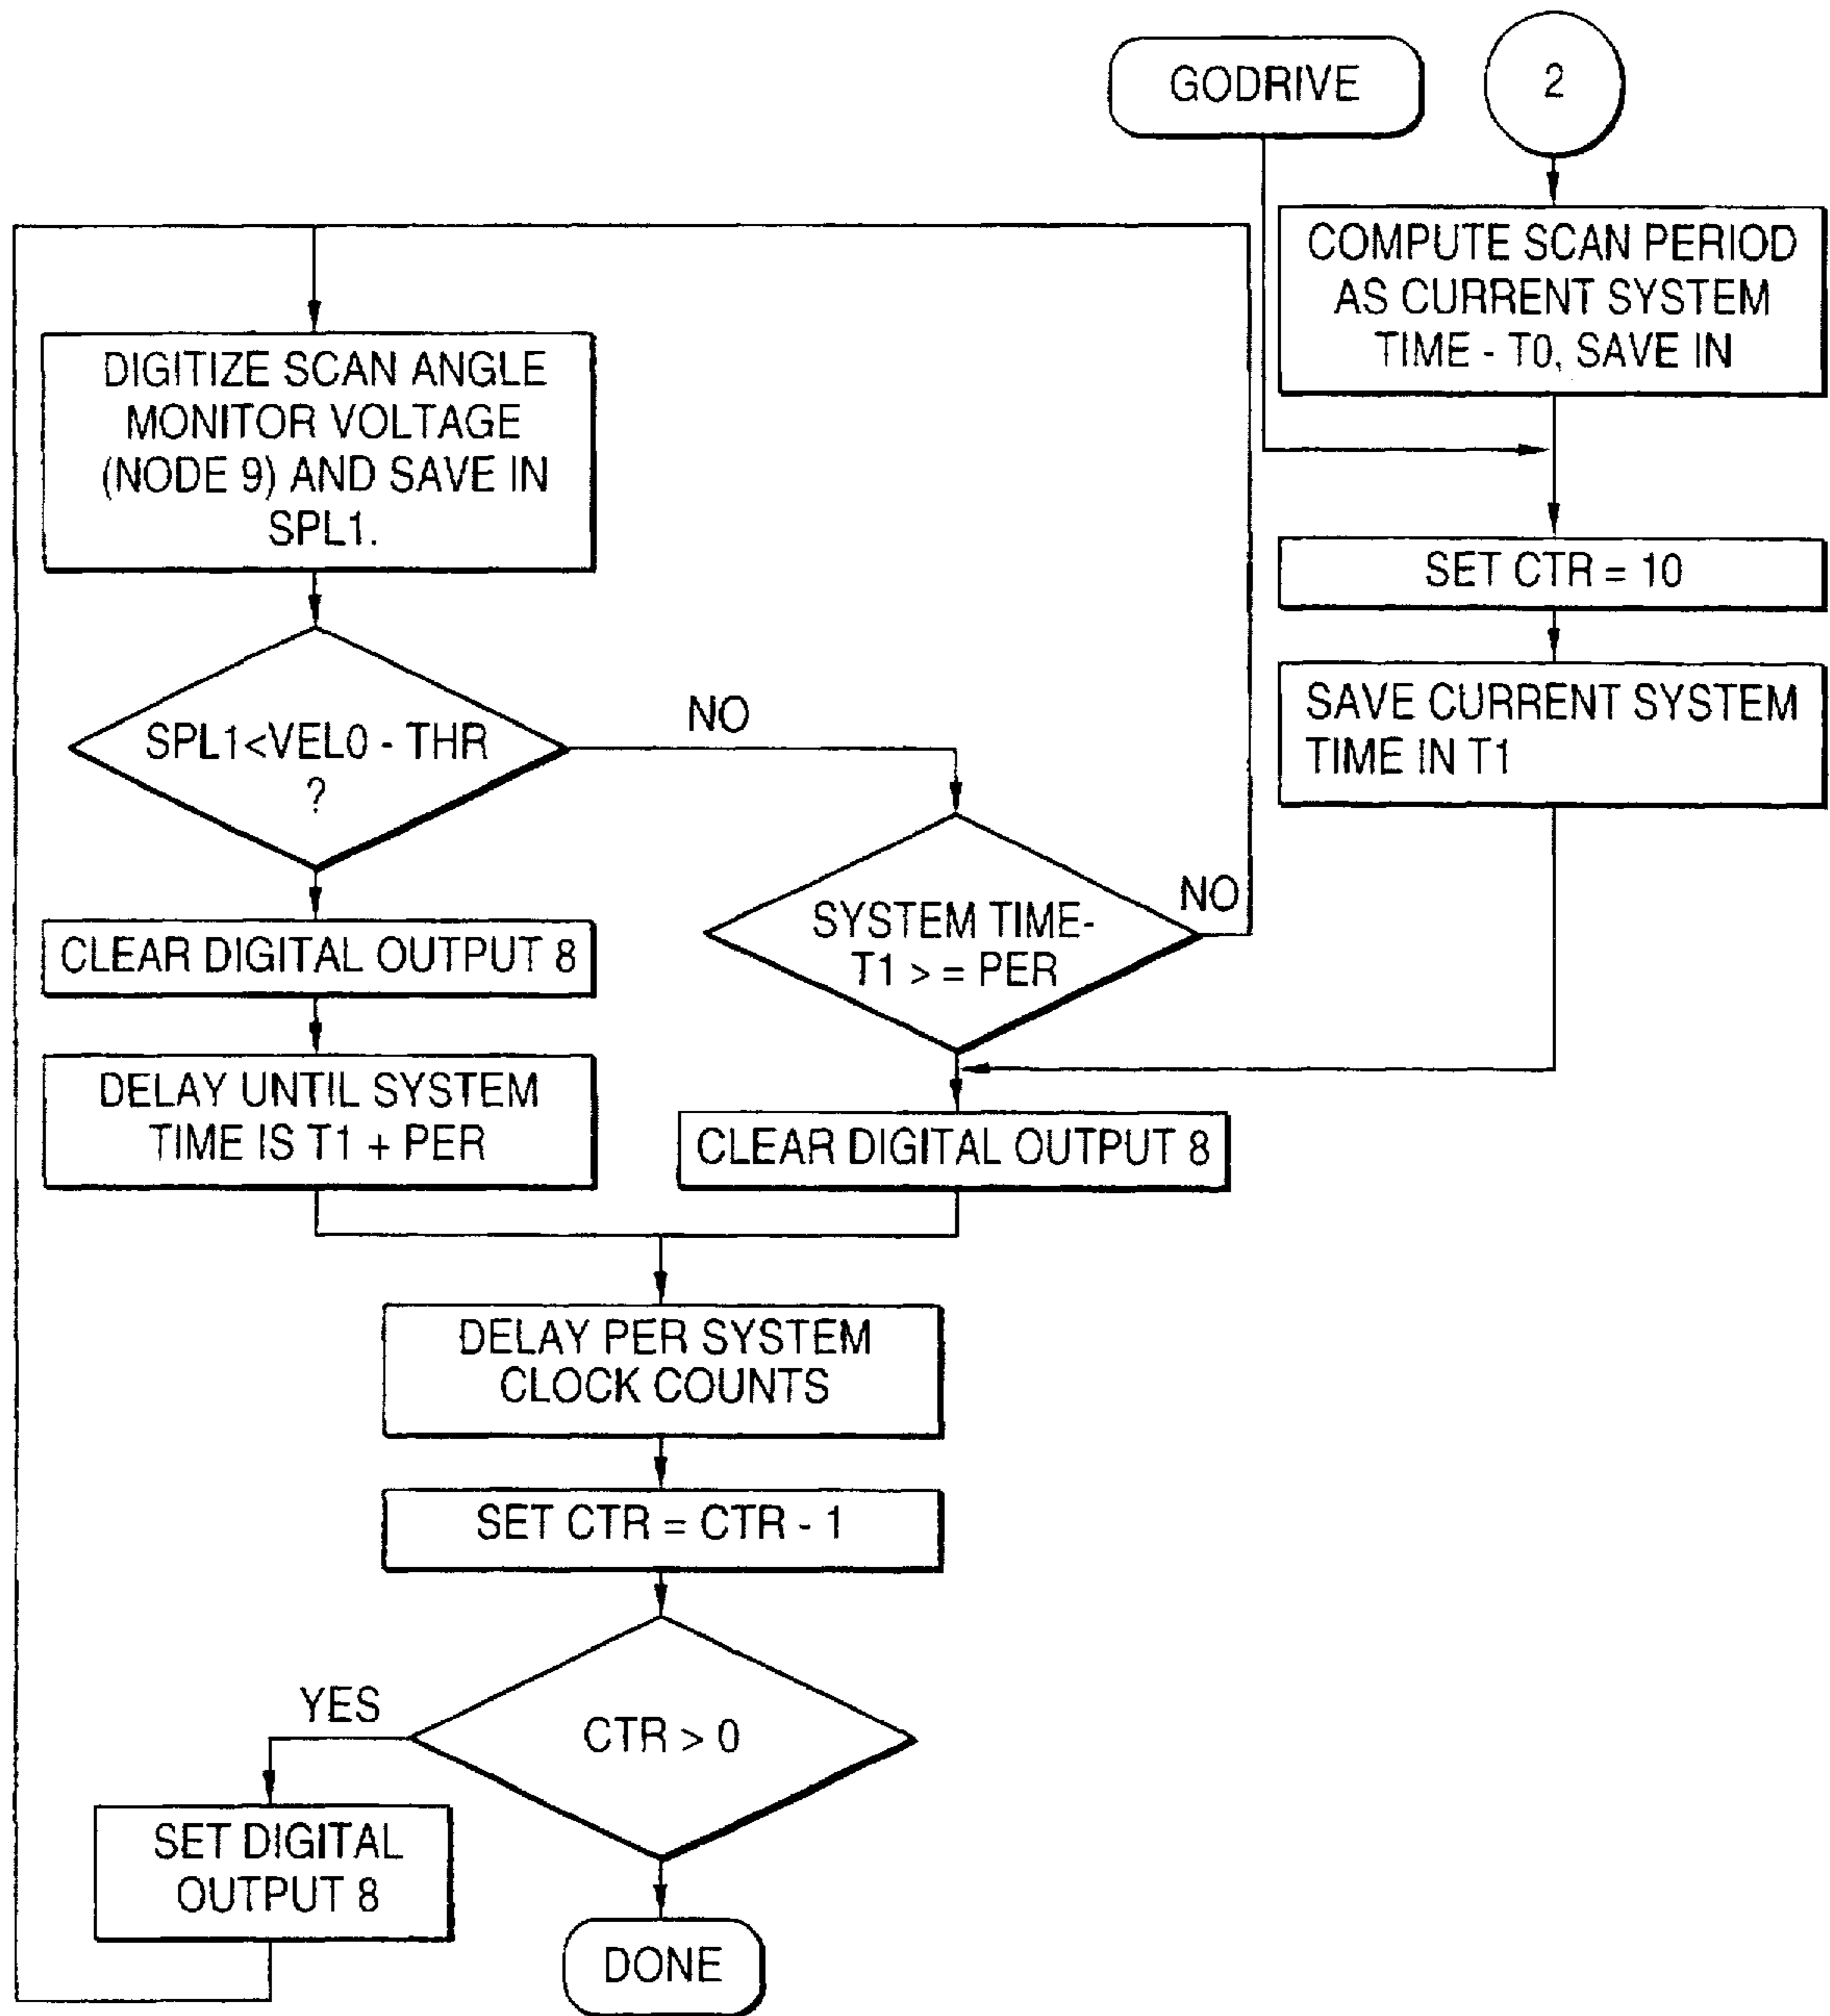 GODRIVE
2
COMPUTE SCAN PERIOD
AS CURRENT SYSTEM
TIME - T0, SAVE IN
SET CTR = 10
SAVE CURRENT SYSTEM
TIME IN T1
DIGITIZE SCAN ANGLE
MONITOR VOLTAGE
(NODE 9) AND SAVE IN
SPL1.
SPL1<VEL0 - THR
?
NO
SYSTEM TIME-
T1 > = PER
NO
CLEAR DIGITAL OUTPUT 8
DELAY UNTIL SYSTEM
TIME IS T1 + PER
CLEAR DIGITAL OUTPUT 8
DELAY PER SYSTEM
CLOCK COUNTS
SET CTR = CTR - 1
CTR > 0
YES
SET DIGITAL
OUTPUT 8
DONE